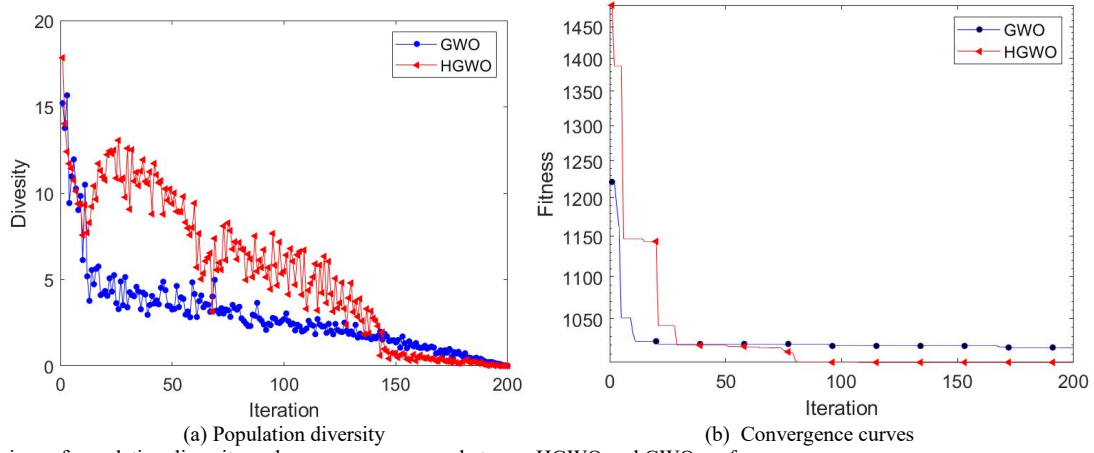 20
15
10
5
0
Divesity
GWO
HGWO
0 50 100 150 200
Iteration
(a) Population diversity
1450
1400
1350
1300
1250
1200
1150
1100
1050
Fitness
GWO
HGWO
0 50 100 150 200
Iteration
(b) Convergence curves